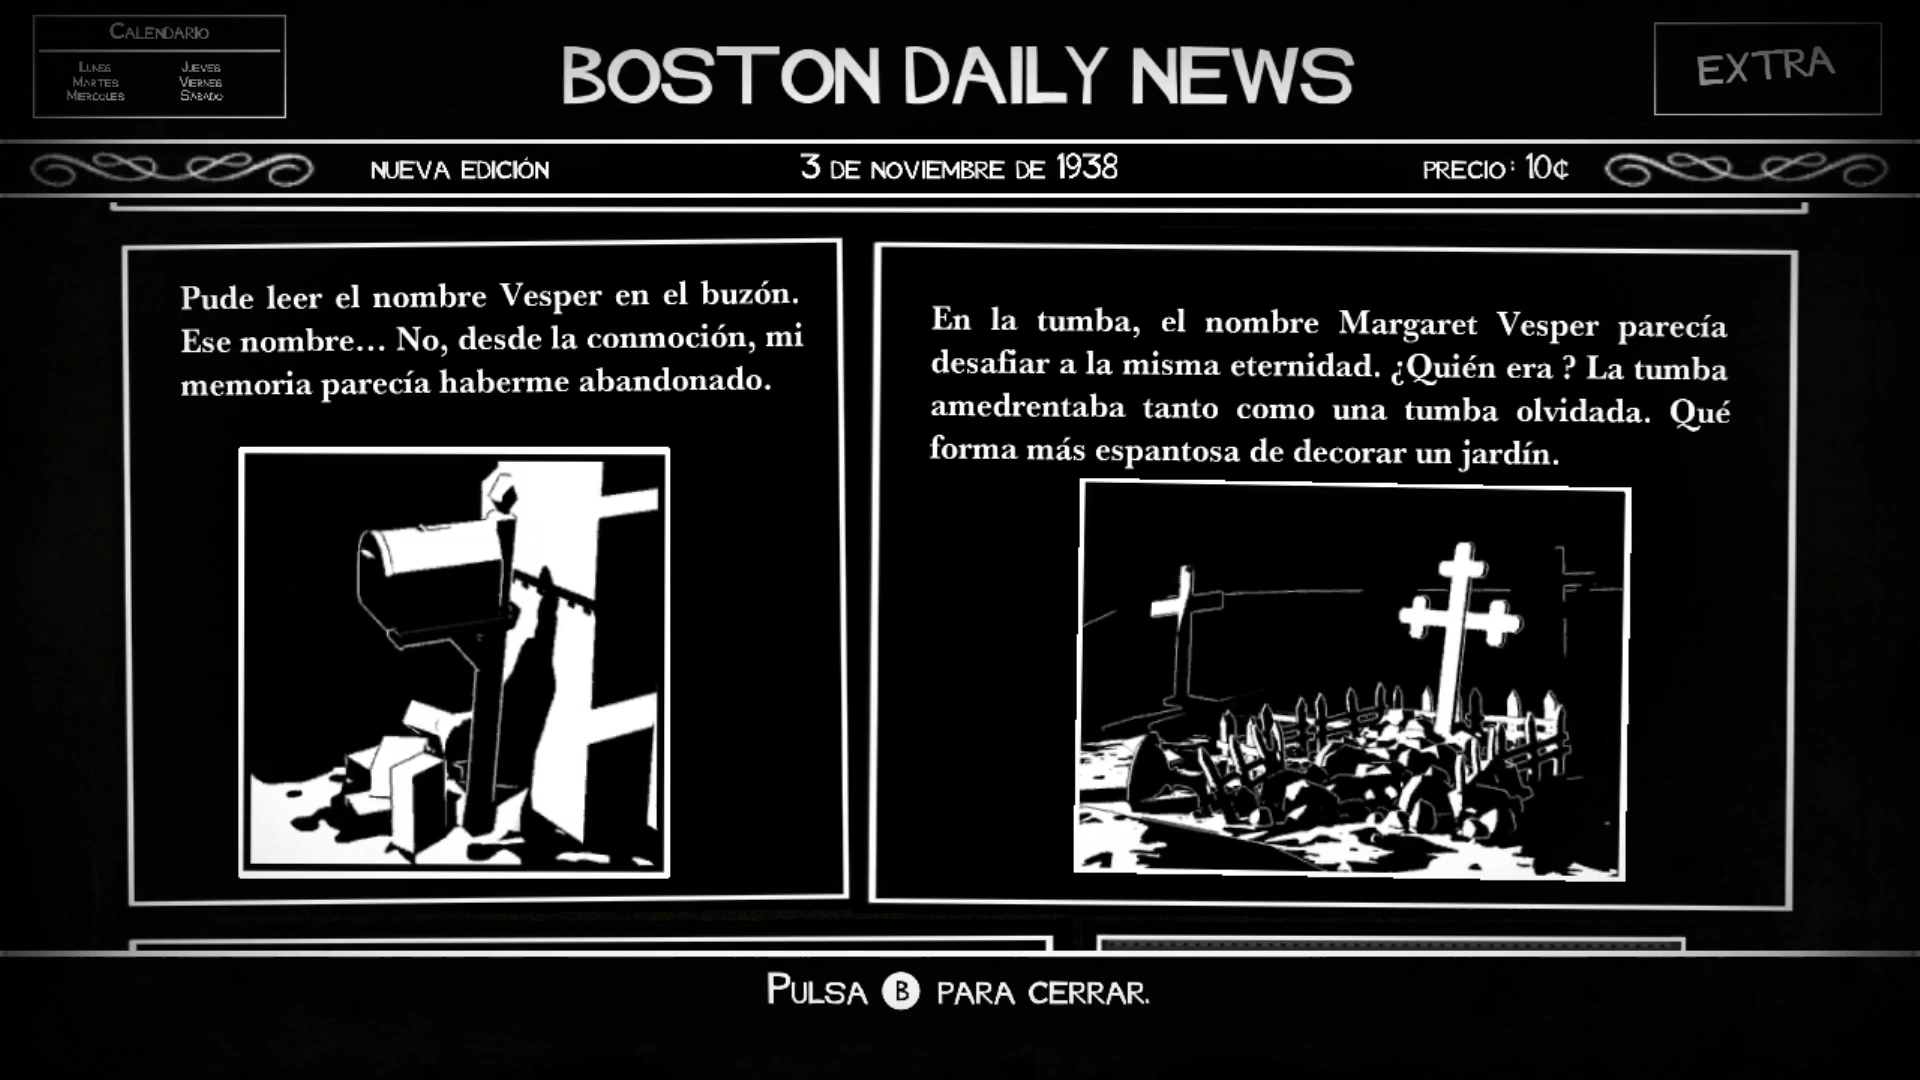 CALENDARIO
LUNES
MARTES
MIERCOLES
JUEVES
VIERNES
SABADO
BOSTON DAILY NEWS
EXTRA
NUEVA EDICIÓN
3 DE NOVIEMBRE DE 1938
PRECIO: 10¢
Pude leer el nombre Vesper en el buzón.
Ese nombre... No, desde la conmoción, mi
memoria parecía haberme abandonado.
En la tumba, el nombre Margaret Vesper parecía
desafiar a la misma eternidad. ¿Quién era ? La tumba
amedrentaba tanto como una tumba olvidada. Qué
forma más espantosa de decorar un jardín.
PULSA B PARA CERRAR.